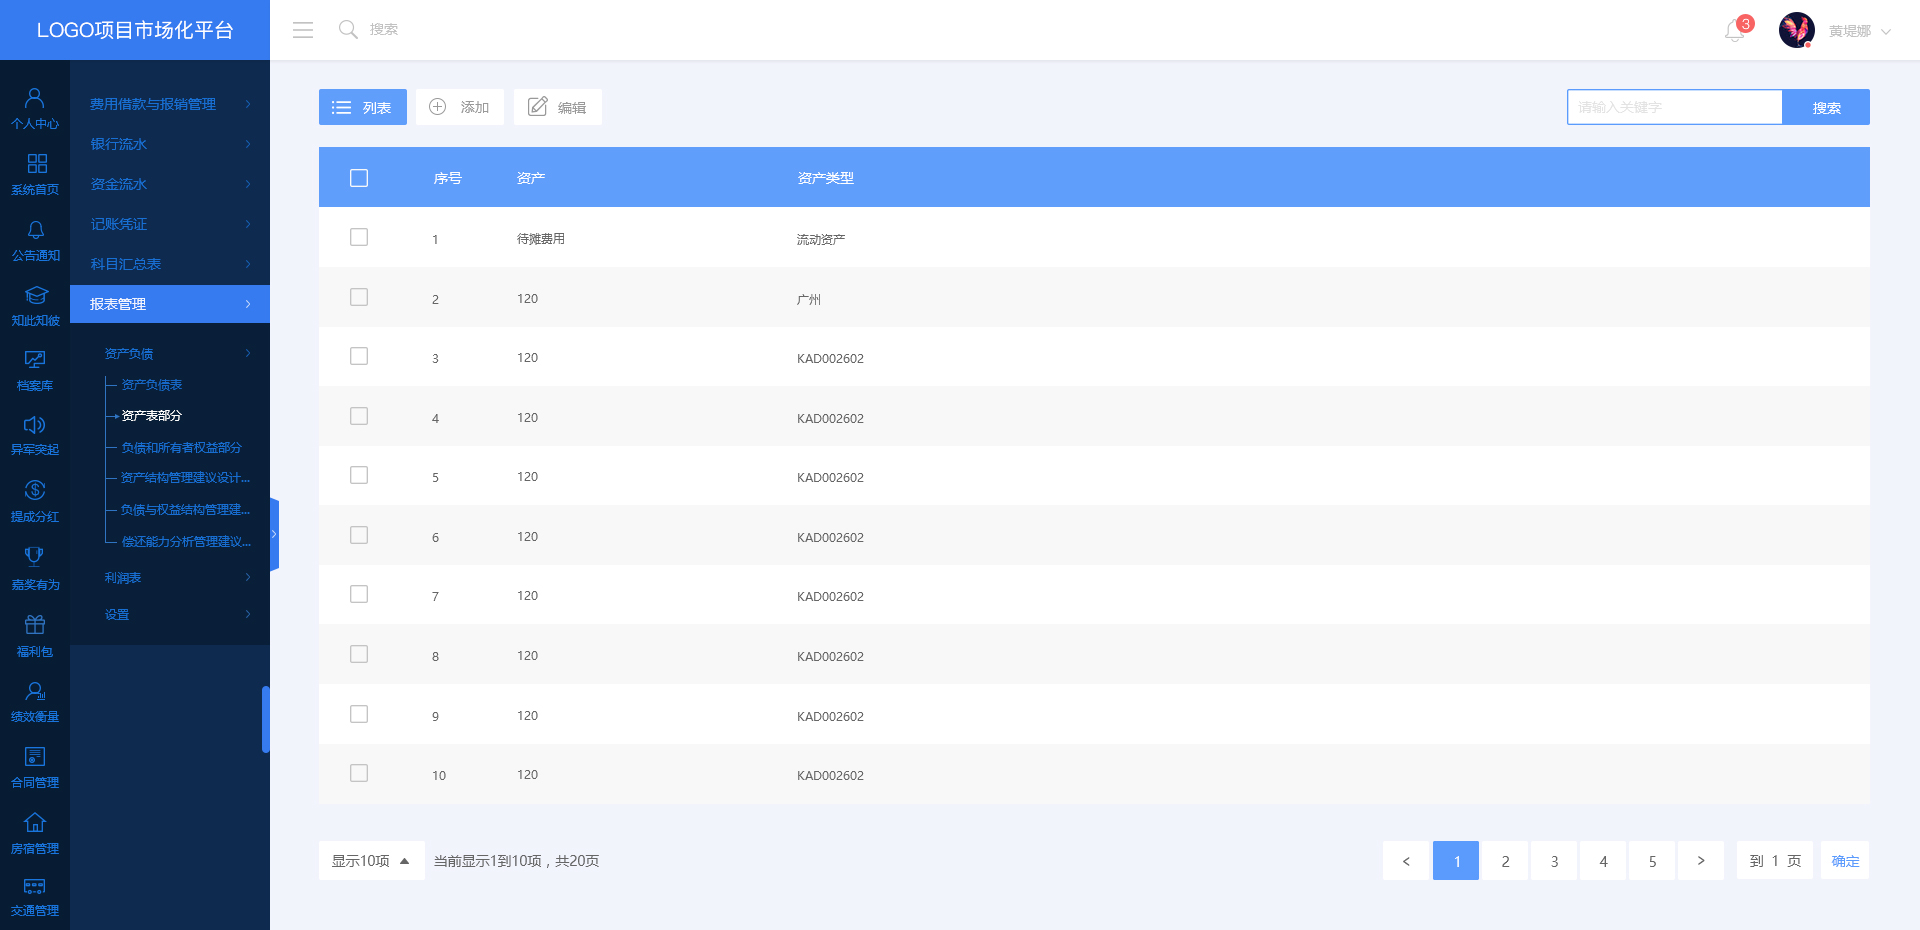 LOGO项目市场化平台
搜索
3
黄堤娜
个人中心
系统首页
公告通知
知此知彼
档案库
异军突起
提成分红
嘉奖有为
福利包
绩效衡量
合同管理
房宿管理
交通管理
费用借款与报销管理
银行流水
资金流水
记账凭证
科目汇总表
报表管理
资产负债
资产负债表
资产表部分
负债和所有者权益部分
资产结构管理建议设计...
负债与权益结构管理建...
偿还能力分析管理建议...
利润表
设置
列表 添加 编辑
请输入关键字 搜索
序号 资产 资产类型
1 待摊费用 流动资产
2 120 广州
3 120 KAD002602
4 120 KAD002602
5 120 KAD002602
6 120 KAD002602
7 120 KAD002602
8 120 KAD002602
9 120 KAD002602
10 120 KAD002602
显示10项 当前显示1到10项，共20页
< 1 2 3 4 5 > 到 1 页 确定